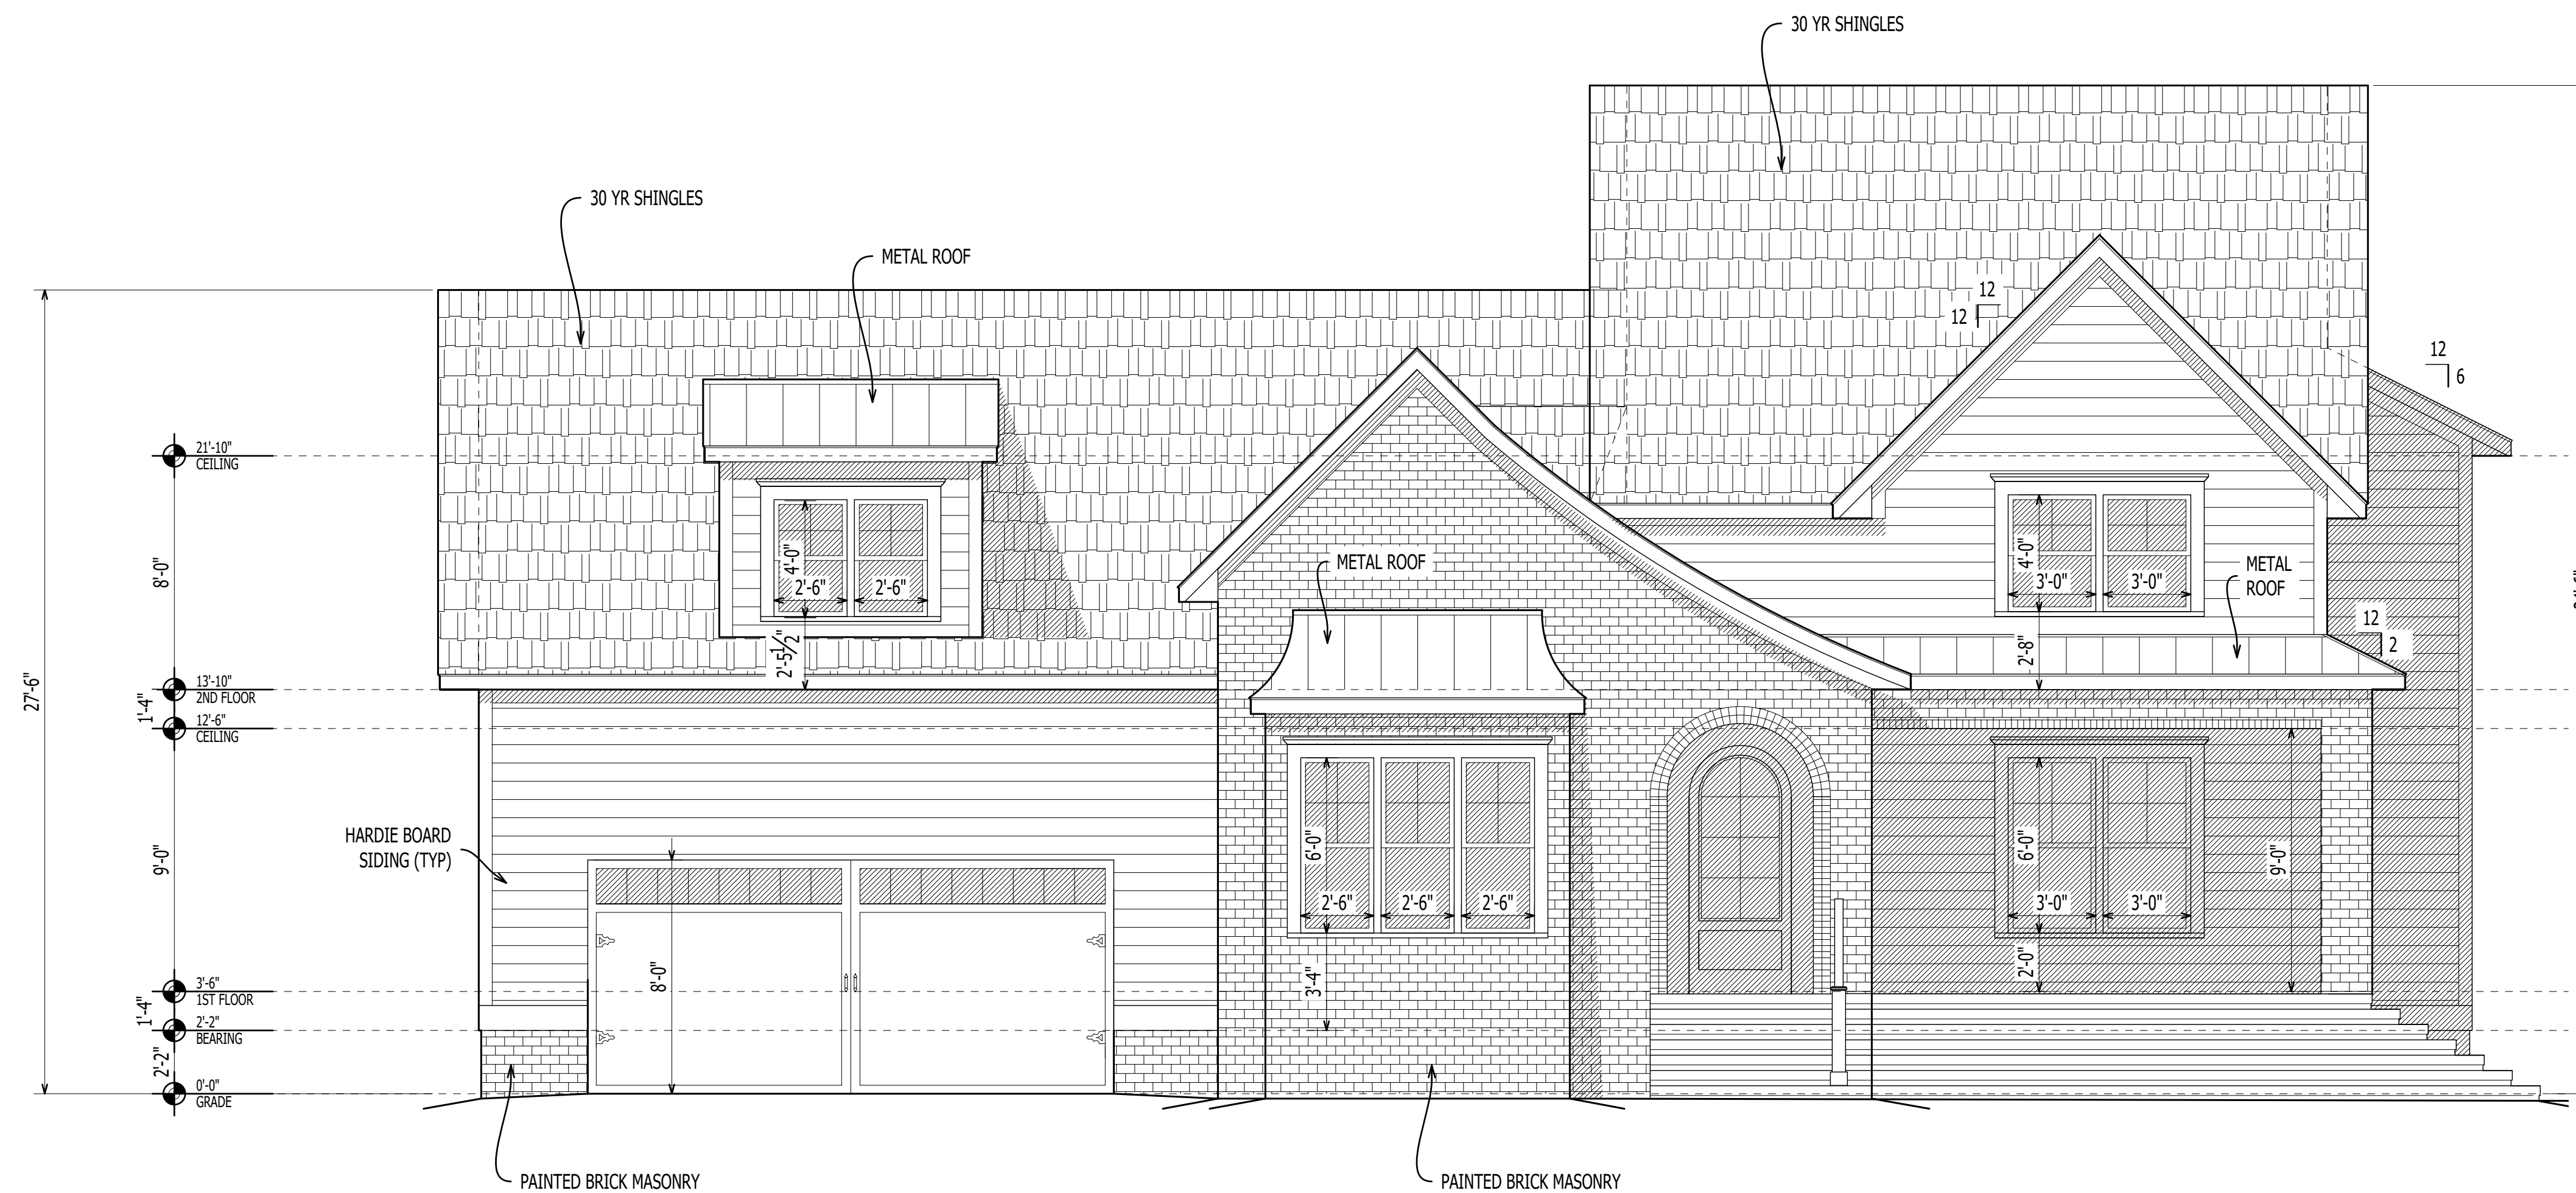 30 YR SHINGLES
30 YR SHINGLES
METAL ROOF
12
12
12
6
21'-10"
CEILING
8'-0"
4'-0"
2'-6"
2'-6"
2'-5 1/2"
METAL ROOF
4'-0"
3'-0"
3'-0"
METAL
ROOF
12
2
2'-8"
27'-6"
13'-10"
2ND FLOOR
1'-4"
12'-6"
CEILING
9'-0"
HARDIE BOARD
SIDING (TYP)
8'-0"
6'-0"
2'-6"
2'-6"
2'-6"
3'-4"
6'-0"
3'-0"
3'-0"
9'-0"
2'-0"
3'-6"
1ST FLOOR
1'-4"
2'-2"
BEARING
2'-2"
0'-0"
GRADE
PAINTED BRICK MASONRY
PAINTED BRICK MASONRY